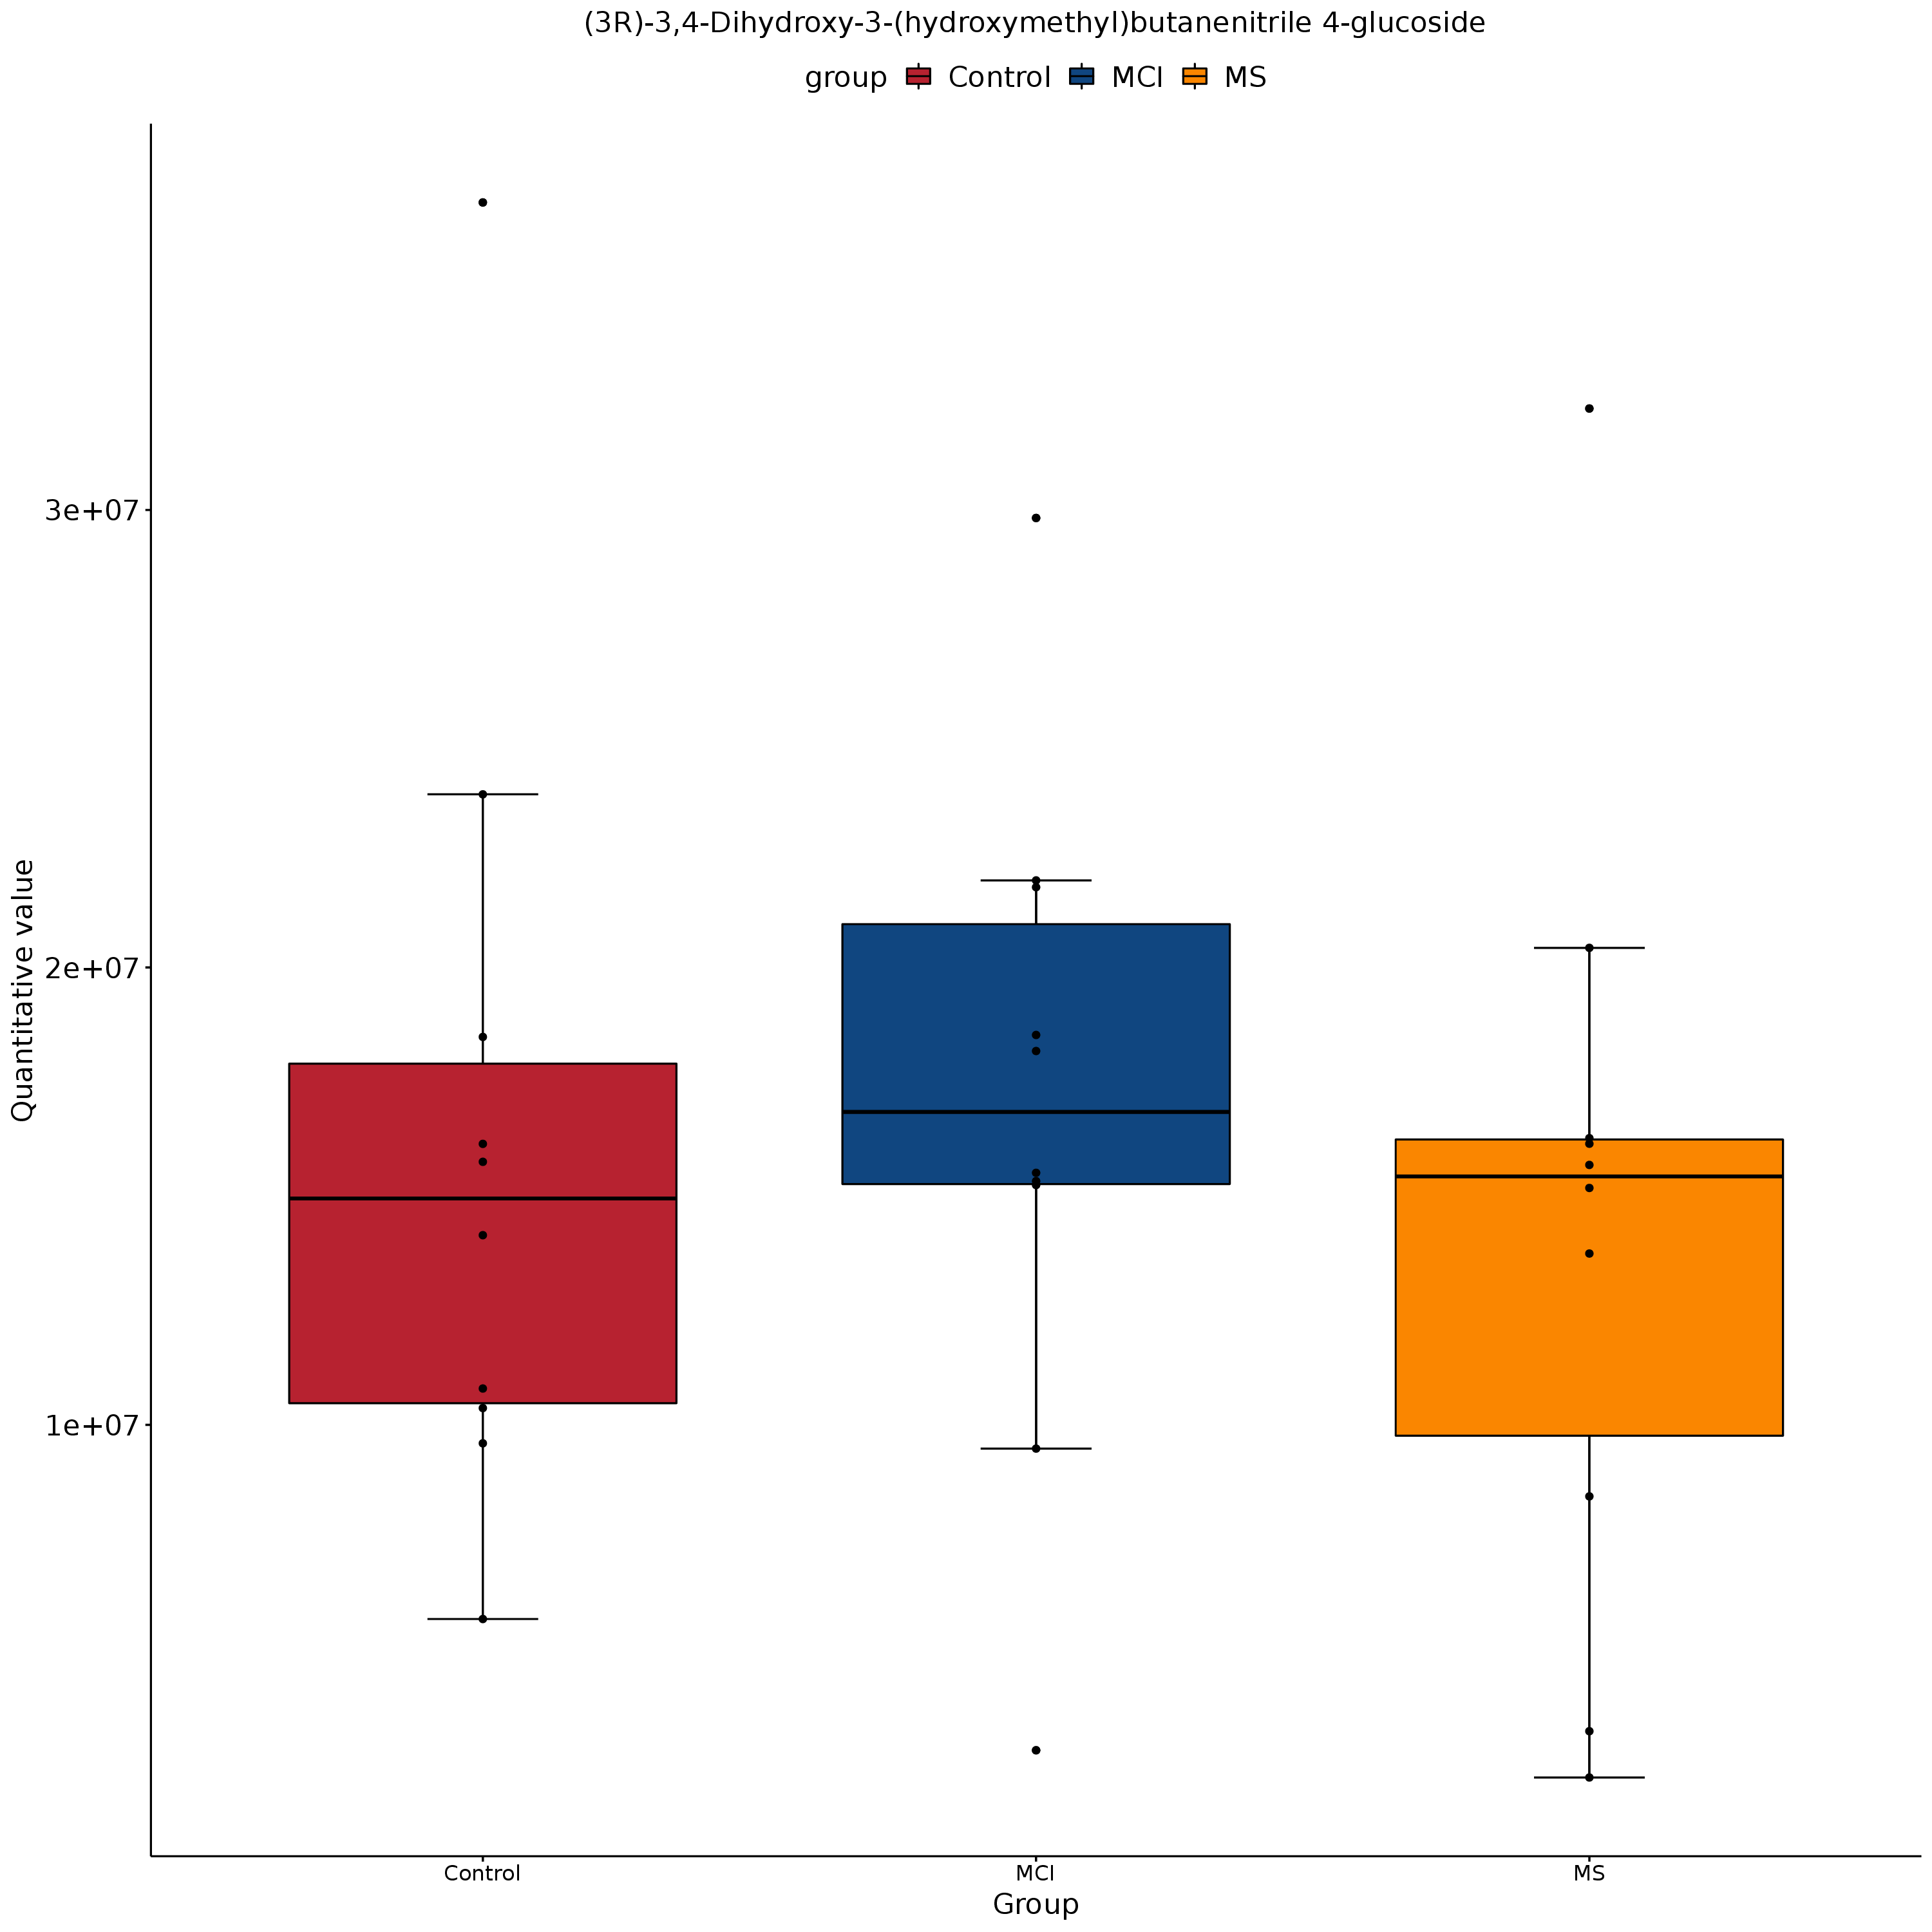 (3R)-3,4-Dihydroxy-3-(hydroxymethyl)butanenitrile 4-glucoside
group Control MCI MS
3e+07
2e+07
1e+07
Quantitative value
Control MCI MS
Group